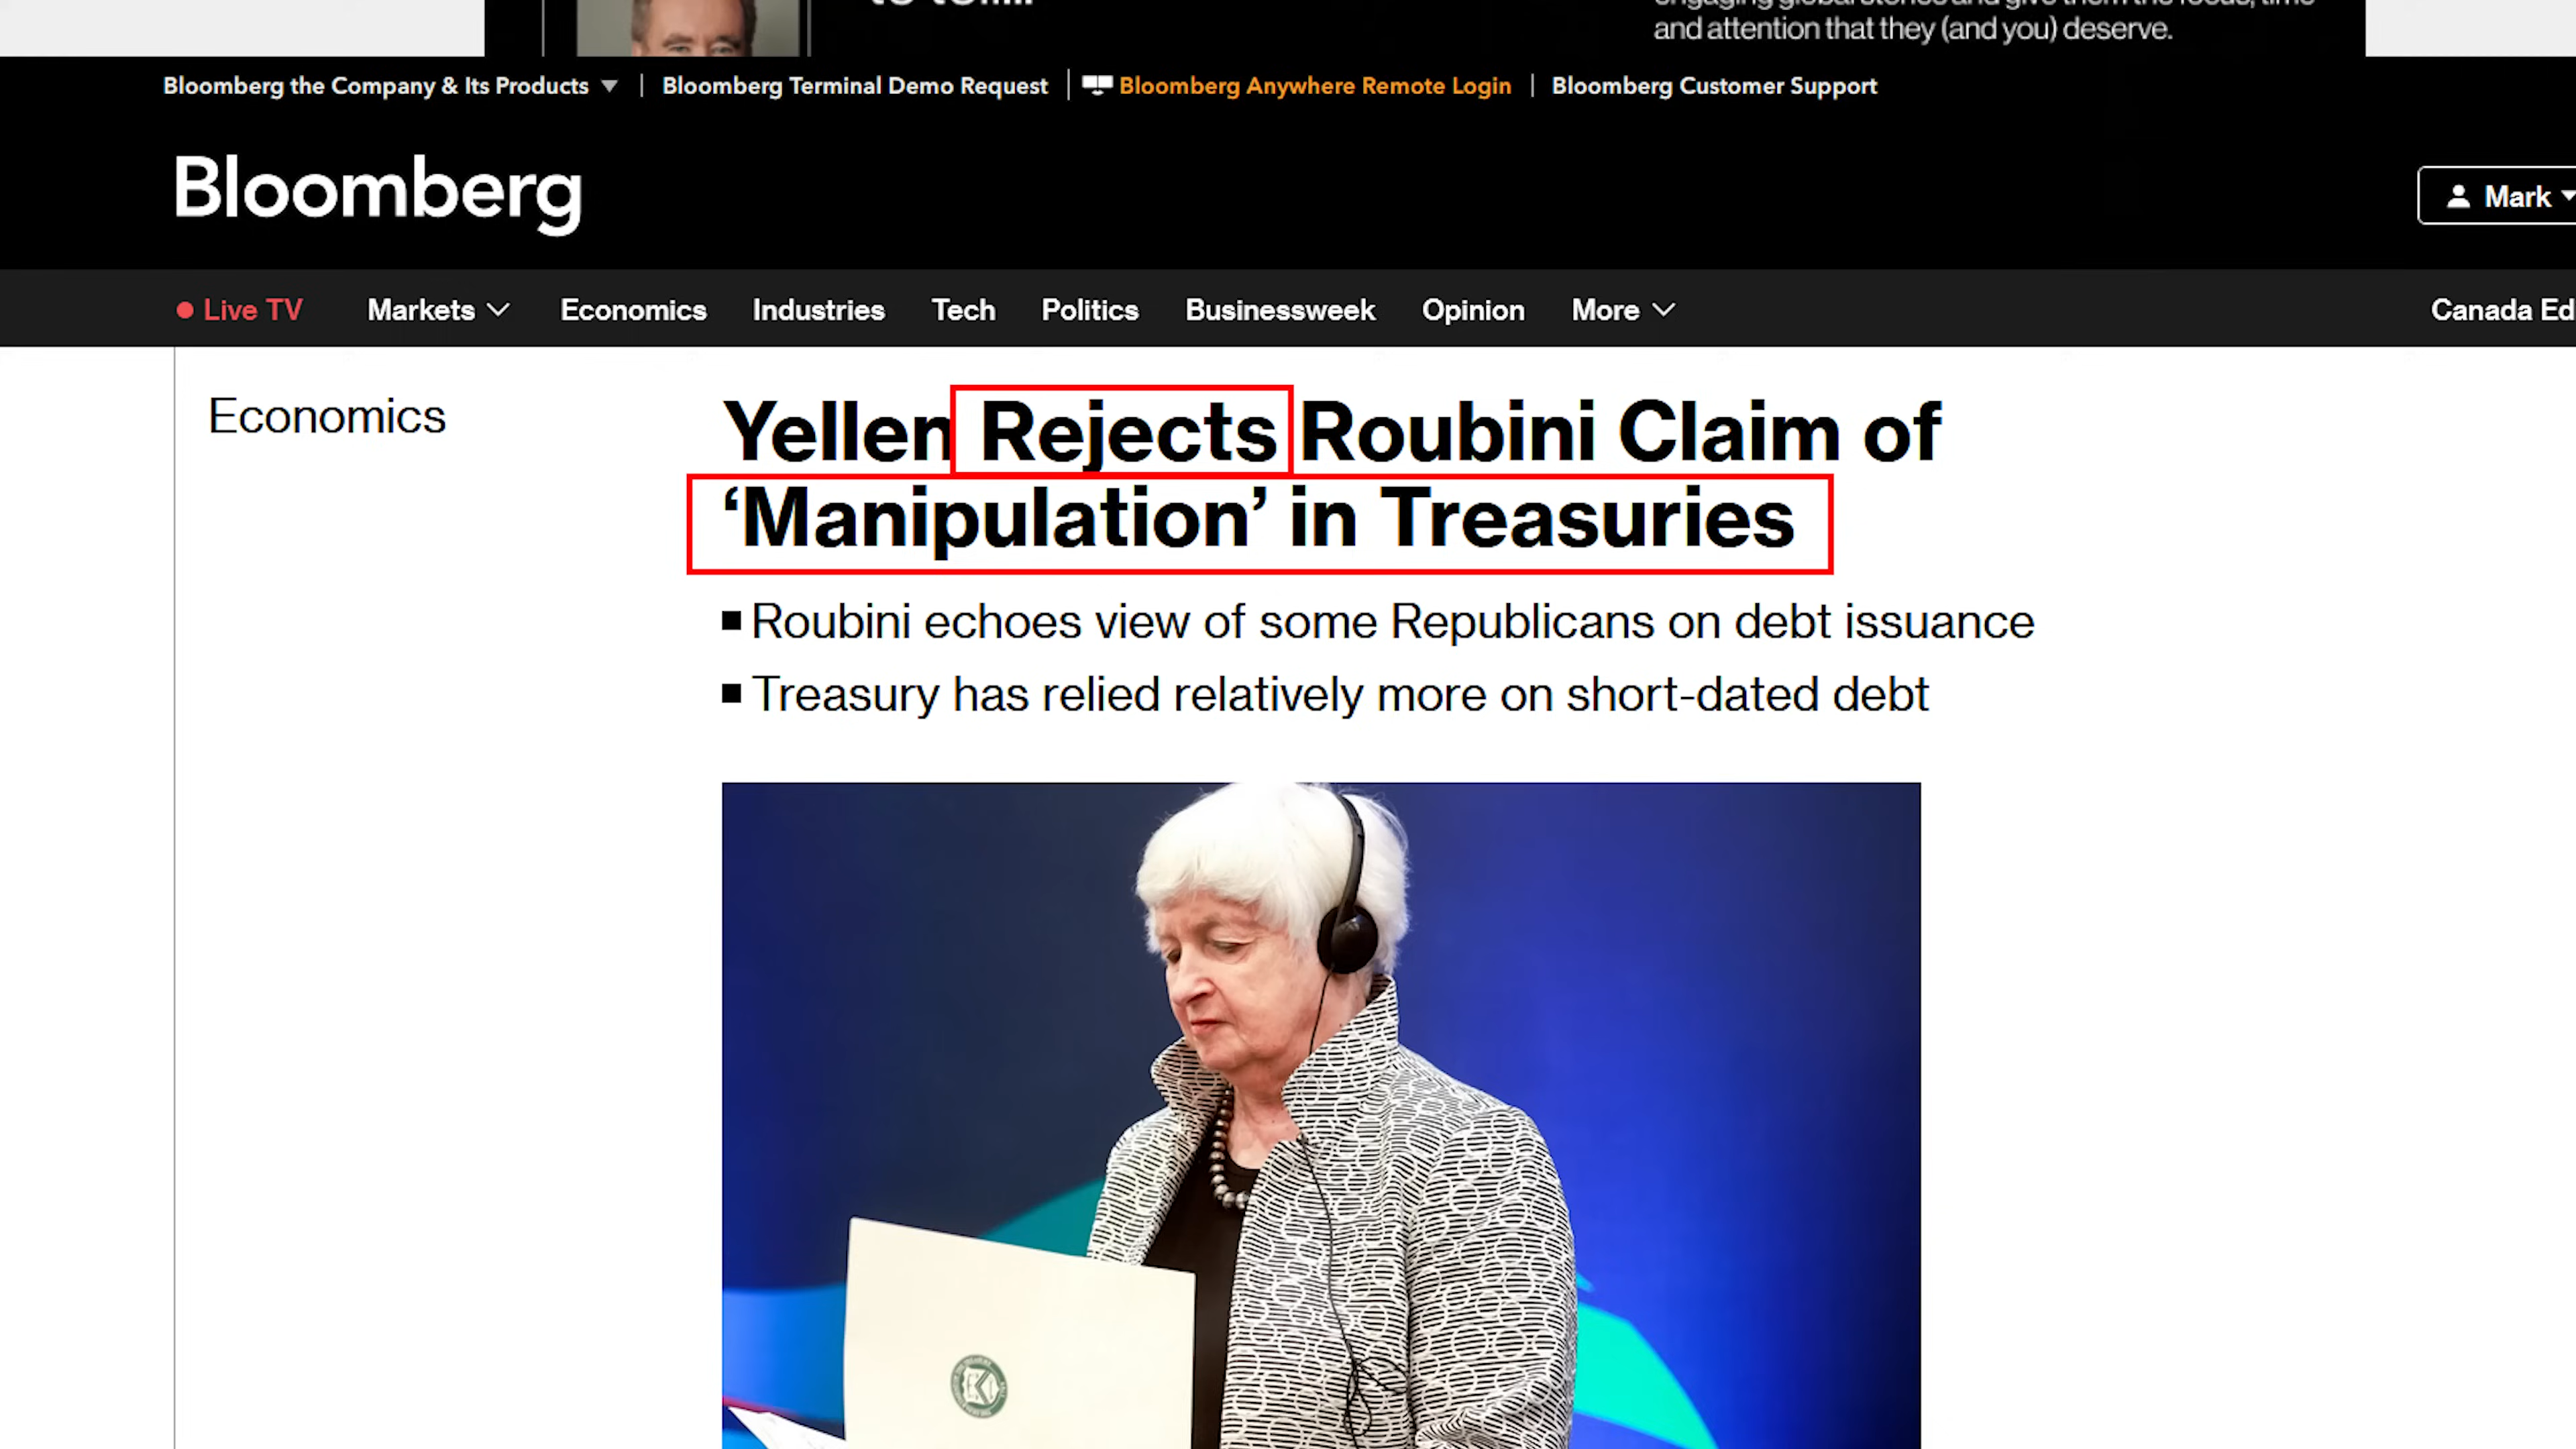 and attention that they (and you) deserve.
Bloomberg the Company & Its Products
Bloomberg Terminal Demo Request
Bloomberg Anywhere Remote Login
Bloomberg Customer Support
Bloomberg
Mark
Live TV
Markets
Economics
Industries
Tech
Politics
Businessweek
Opinion
More
Canada Ed
Economics
Yellen Rejects Roubini Claim of
‘Manipulation’ in Treasuries
Roubini echoes view of some Republicans on debt issuance
Treasury has relied relatively more on short-dated debt